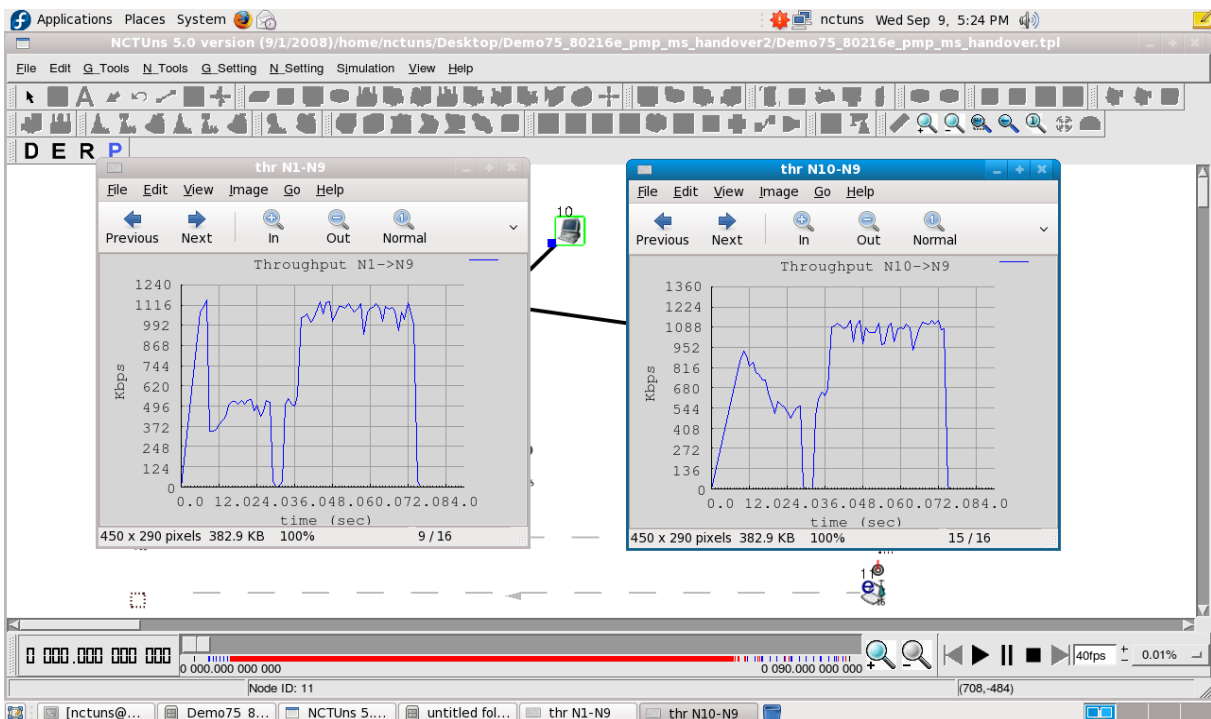 Applications Places System nctuns Wed Sep 9, 5:24 PM
NCTUns 5.0 version (9/1/2008)/home/nctuns/Desktop/Demo75_80216e_pmp_ms_handover2/Demo75_80216e_pmp_ms_handover.tpl
File Edit G_Tools N_Tools G_Setting N_Setting Simulation View Help
D E R P
thr N1-N9
File Edit View Image Go Help
Previous Next In Out Normal
Throughput N1->N9
1240
1116
992
868
744
620
496
372
248
124
0
Kbps
0.0 12.024.036.048.060.072.084.0
time (sec)
450 x 290 pixels 382.9 KB 100% 9 / 16
10
thr N10-N9
File Edit View Image Go Help
Previous Next In Out Normal
Throughput N10->N9
1360
1224
1088
952
816
680
544
408
272
136
0
Kbps
0.0 12.024.036.048.060.072.084.0
time (sec)
450 x 290 pixels 382.9 KB 100% 15 / 16
11
e
0 000.000 000 000
0 000.000 000 000
0 090.000 000 000
40fps
0.01%
Node ID: 11
(708,-484)
[nctuns@... Demo75 8... NCTUns 5.... untitled fol... thr N1-N9 thr N10-N9